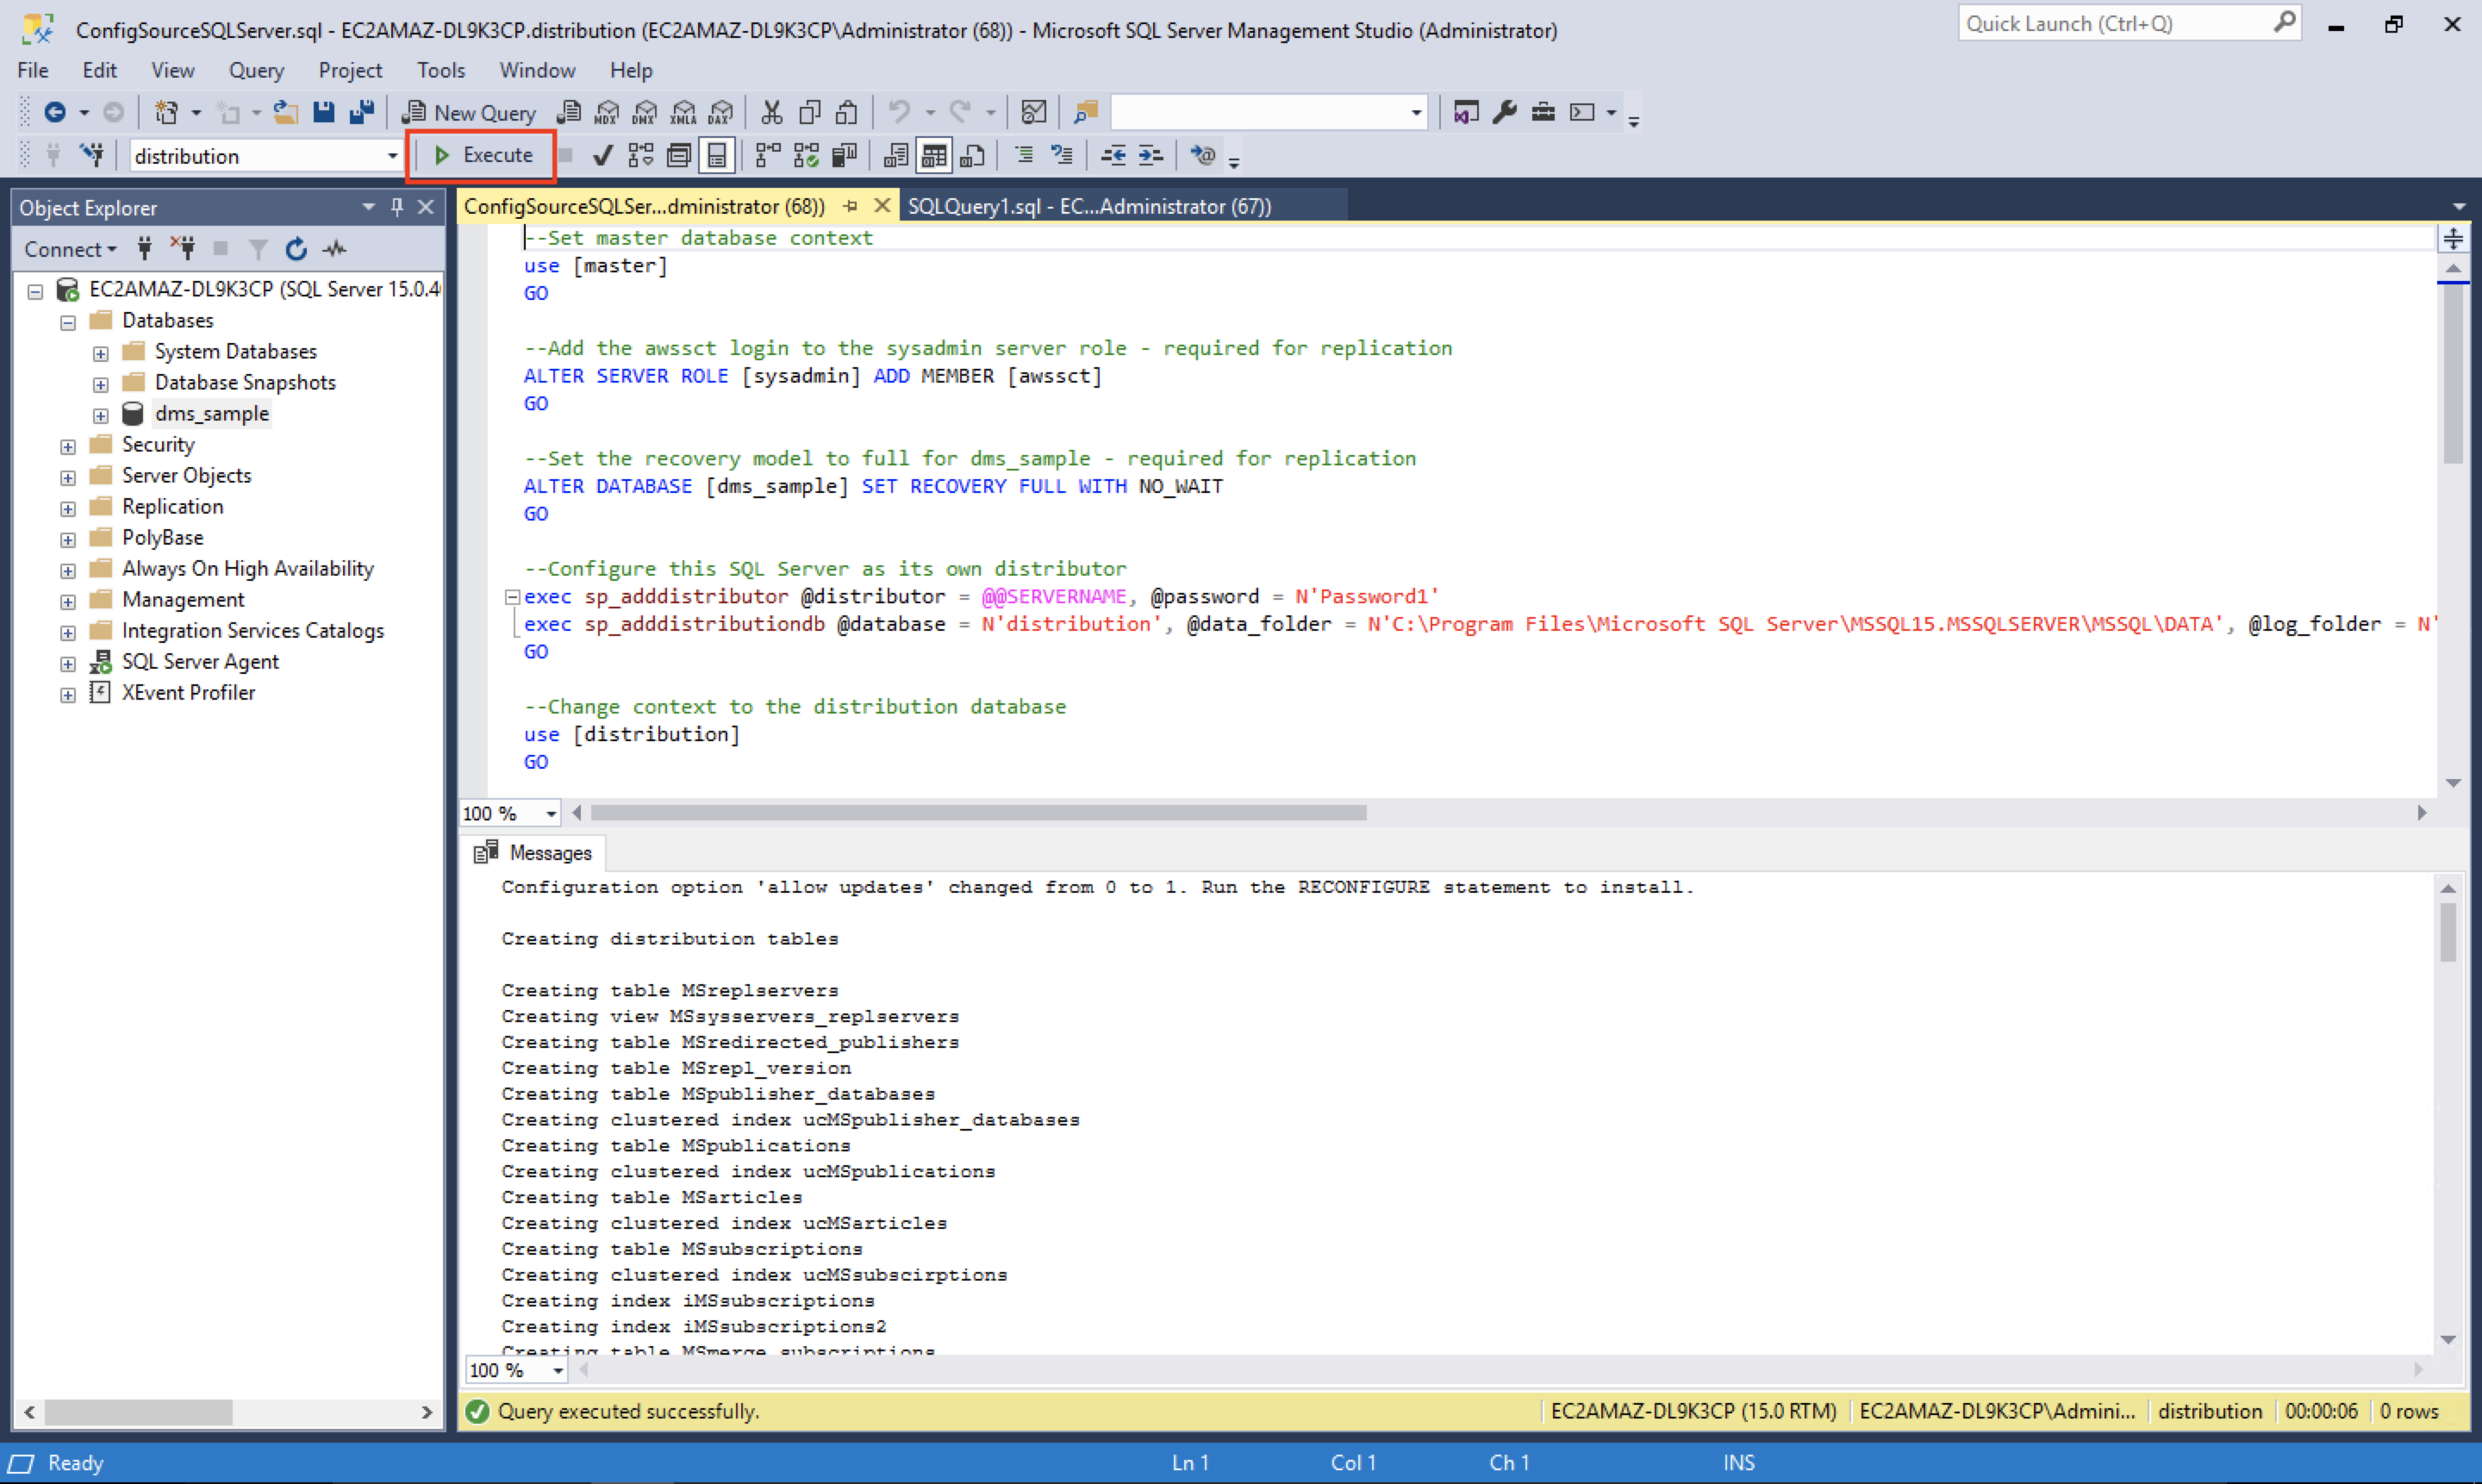 ConfigSourceSQLServer.sql - EC2AMAZ-DL9K3CP.distribution (EC2AMAZ-DL9K3CP\Administrator (68)) - Microsoft SQL Server Management Studio (Administrator)
Quick Launch (Ctrl+Q)
File Edit View Query Project Tools Window Help
New Query MDX DMX XMLA DAX
distribution Execute
Object Explorer
Connect
EC2AMAZ-DL9K3CP (SQL Server 15.0.4
Databases
System Databases
Database Snapshots
dms_sample
Security
Server Objects
Replication
PolyBase
Always On High Availability
Management
Integration Services Catalogs
SQL Server Agent
XEvent Profiler
ConfigSourceSQLSer...dministrator (68)) SQLQuery1.sql - EC...Administrator (67))
--Set master database context
use [master]
GO
--Add the awssct login to the sysadmin server role - required for replication
ALTER SERVER ROLE [sysadmin] ADD MEMBER [awssct]
GO
--Set the recovery model to full for dms_sample - required for replication
ALTER DATABASE [dms_sample] SET RECOVERY FULL WITH NO_WAIT
GO
--Configure this SQL Server as its own distributor
exec sp_adddistributor @distributor = @@SERVERNAME, @password = N'Password1'
exec sp_adddistributiondb @database = N'distribution', @data_folder = N'C:\Program Files\Microsoft SQL Server\MSSQL15.MSSQLSERVER\MSSQL\DATA', @log_folder = N'
GO
--Change context to the distribution database
use [distribution]
GO
100 %
Messages
Configuration option 'allow updates' changed from 0 to 1. Run the RECONFIGURE statement to install.
Creating distribution tables
Creating table MSreplservers
Creating view MSsysservers_replservers
Creating table MSredirected_publishers
Creating table MSrepl_version
Creating table MSpublisher_databases
Creating clustered index ucMSpublisher_databases
Creating table MSpublications
Creating clustered index ucMSpublications
Creating table MSarticles
Creating clustered index ucMSarticles
Creating table MSsubscriptions
Creating clustered index ucMSsubscirptions
Creating index iMSsubscriptions
Creating index iMSsubscriptions2
Creating table MSmerge_subscriptions
100 %
Query executed successfully. EC2AMAZ-DL9K3CP (15.0 RTM) EC2AMAZ-DL9K3CP\Admini... distribution 00:00:06 0 rows
Ready Ln 1 Col 1 Ch 1 INS